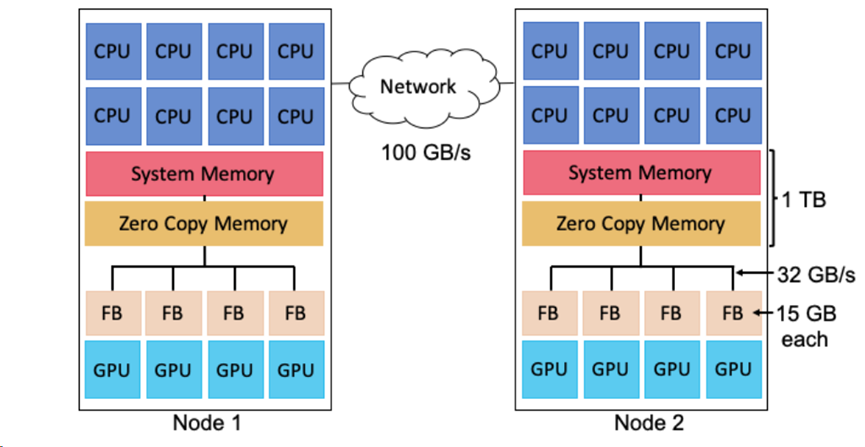 CPU CPU CPU CPU
CPU CPU CPU CPU
System Memory
Zero Copy Memory
FB FB FB FB
GPU GPU GPU GPU
Node 1
Network
100 GB/s
CPU CPU CPU CPU
CPU CPU CPU CPU
System Memory
Zero Copy Memory
1 TB
32 GB/s
FB FB FB FB
15 GB
each
GPU GPU GPU GPU
Node 2